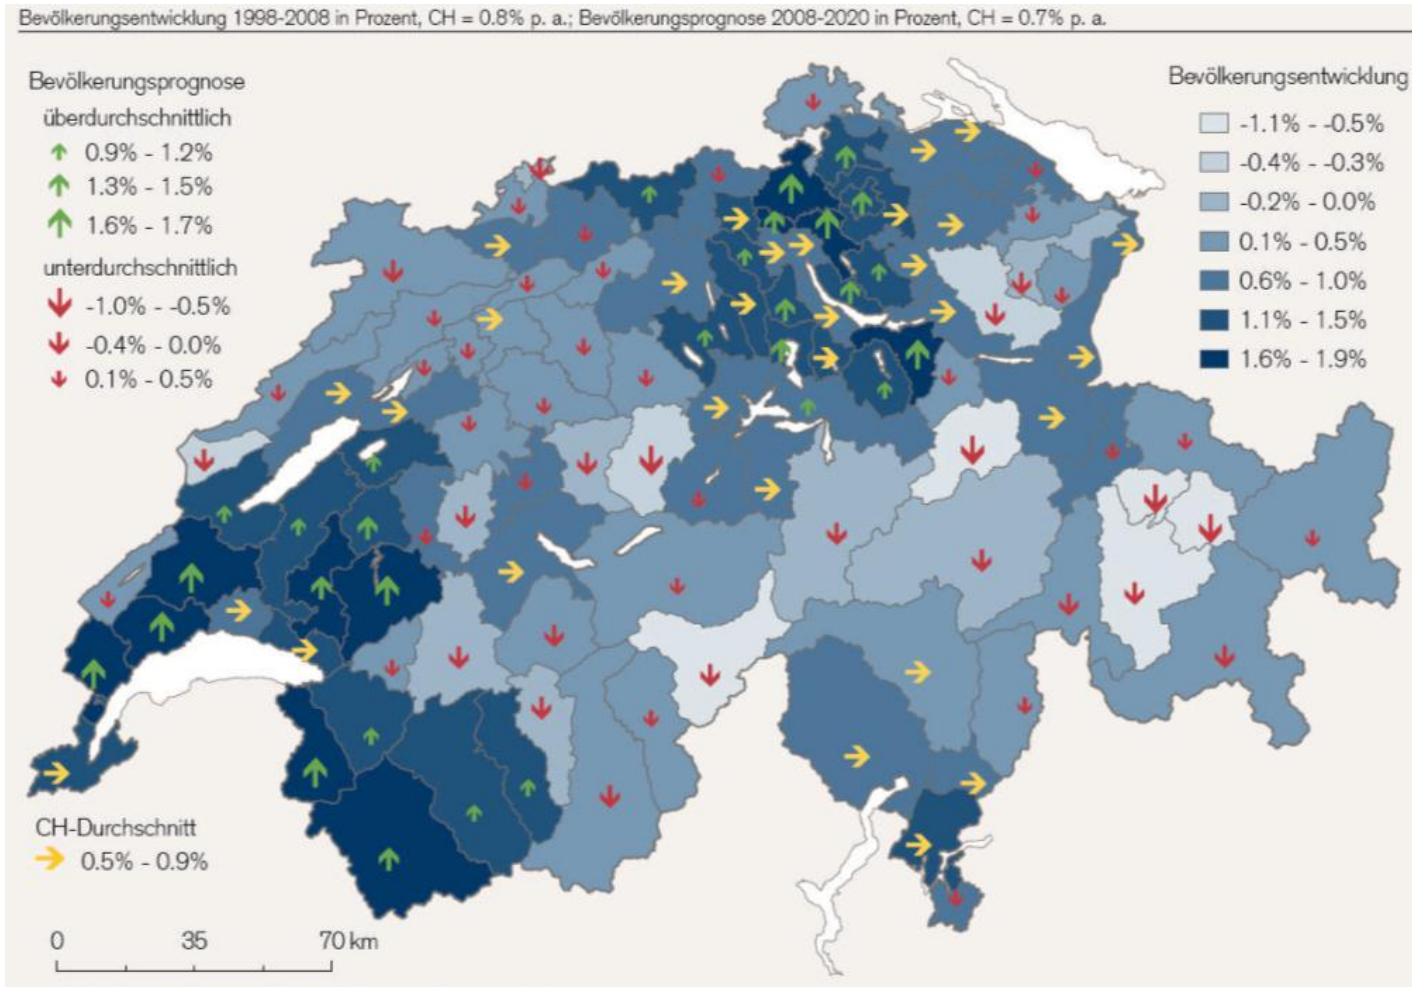 Bevölkerungsentwicklung 1998-2008 in Prozent, CH = 0.8% p. a.; Bevölkerungsprognose 2008-2020 in Prozent, CH = 0.7% p. a.
Bevölkerungsprognose
überdurchschnittlich
0.9% - 1.2%
1.3% - 1.5%
1.6% - 1.7%
unterdurchschnittlich
-1.0% - -0.5%
-0.4% - 0.0%
0.1% - 0.5%
Bevölkerungsentwicklung
-1.1% - -0.5%
-0.4% - -0.3%
-0.2% - 0.0%
0.1% - 0.5%
0.6% - 1.0%
1.1% - 1.5%
1.6% - 1.9%
CH-Durchschnitt
0.5% - 0.9%
0 35 70 km